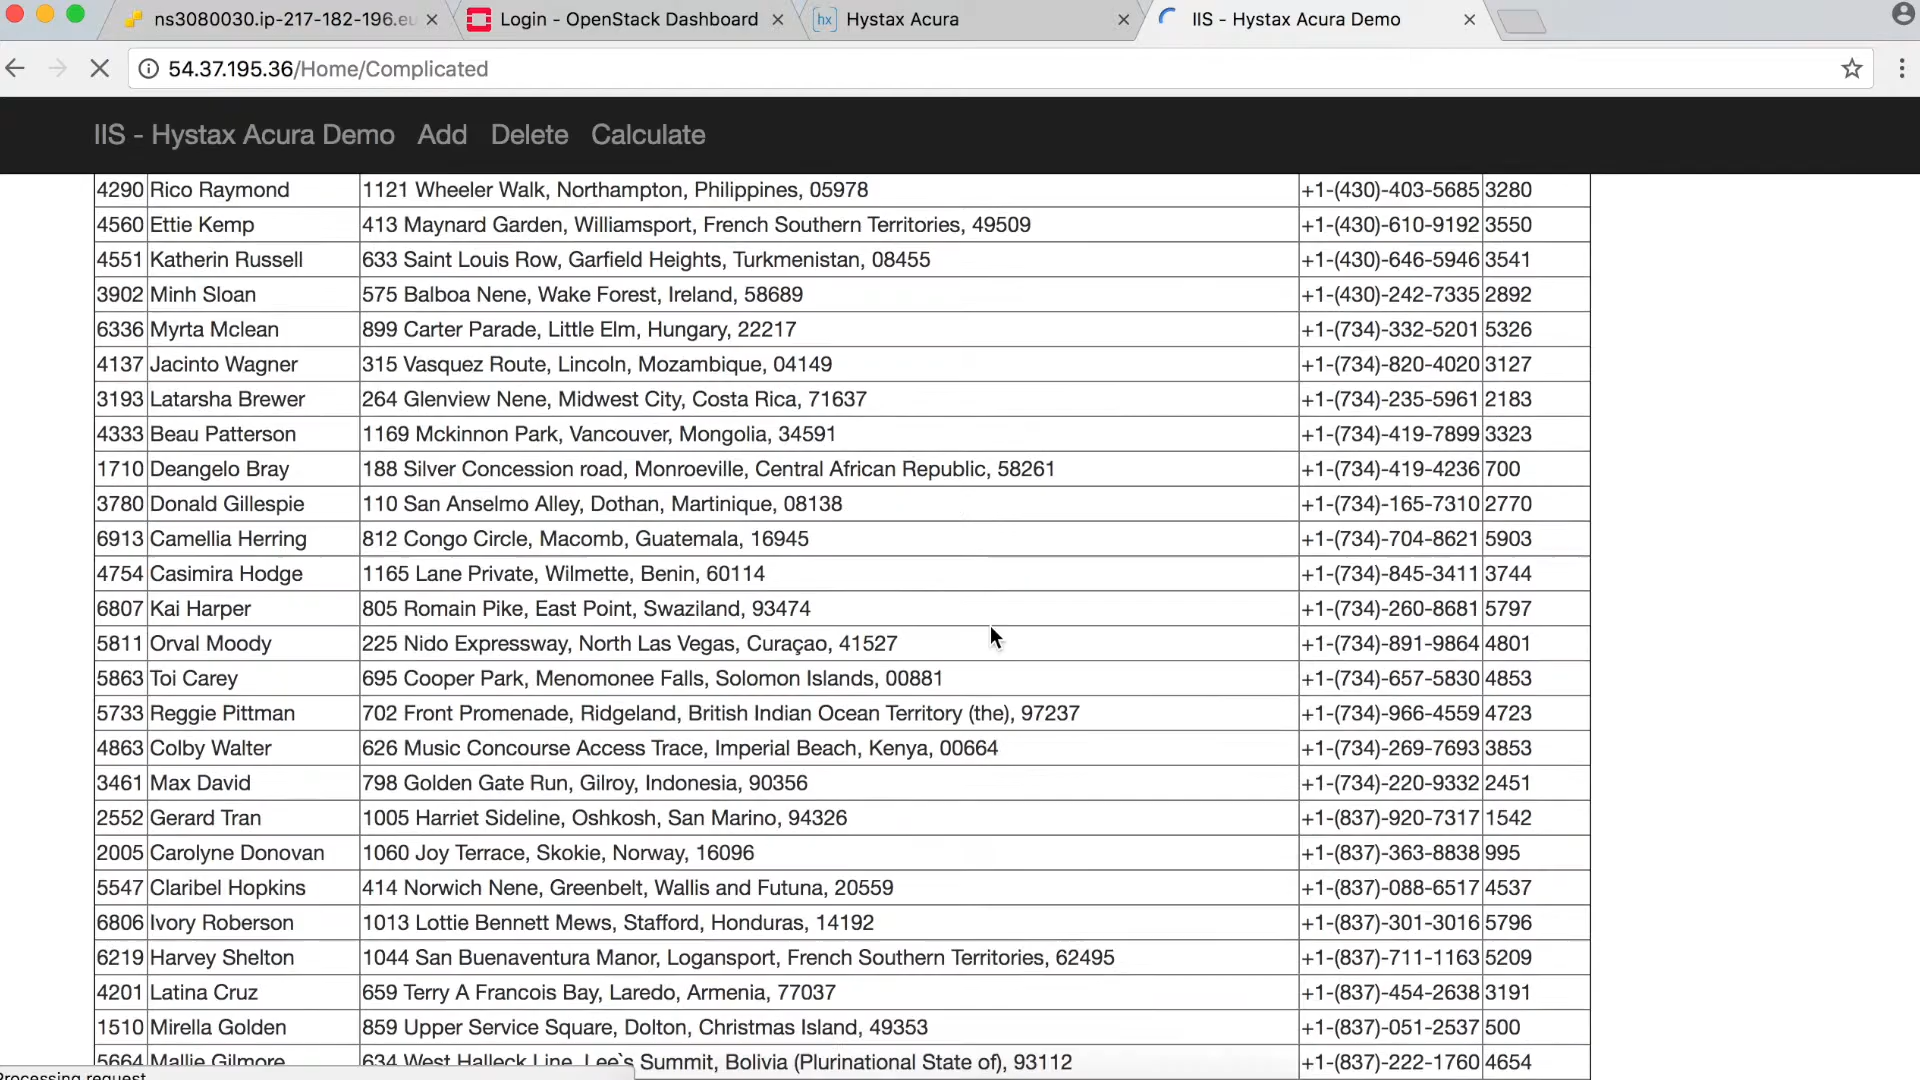 ns3080030.ip-217-182-196.eu
Login - OpenStack Dashboard
hx Hystax Acura
IIS - Hystax Acura Demo
54.37.195.36/Home/Complicated
IIS - Hystax Acura Demo Add Delete Calculate
4290 Rico Raymond 1121 Wheeler Walk, Northampton, Philippines, 05978 +1-(430)-403-5685 3280
4560 Ettie Kemp 413 Maynard Garden, Williamsport, French Southern Territories, 49509 +1-(430)-610-9192 3550
4551 Katherin Russell 633 Saint Louis Row, Garfield Heights, Turkmenistan, 08455 +1-(430)-646-5946 3541
3902 Minh Sloan 575 Balboa Nene, Wake Forest, Ireland, 58689 +1-(430)-242-7335 2892
6336 Myrta Mclean 899 Carter Parade, Little Elm, Hungary, 22217 +1-(734)-332-5201 5326
4137 Jacinto Wagner 315 Vasquez Route, Lincoln, Mozambique, 04149 +1-(734)-820-4020 3127
3193 Latarsha Brewer 264 Glenview Nene, Midwest City, Costa Rica, 71637 +1-(734)-235-5961 2183
4333 Beau Patterson 1169 Mckinnon Park, Vancouver, Mongolia, 34591 +1-(734)-419-7899 3323
1710 Deangelo Bray 188 Silver Concession road, Monroeville, Central African Republic, 58261 +1-(734)-419-4236 700
3780 Donald Gillespie 110 San Anselmo Alley, Dothan, Martinique, 08138 +1-(734)-165-7310 2770
6913 Camellia Herring 812 Congo Circle, Macomb, Guatemala, 16945 +1-(734)-704-8621 5903
4754 Casimira Hodge 1165 Lane Private, Wilmette, Benin, 60114 +1-(734)-845-3411 3744
6807 Kai Harper 805 Romain Pike, East Point, Swaziland, 93474 +1-(734)-260-8681 5797
5811 Orval Moody 225 Nido Expressway, North Las Vegas, Curaçao, 41527 +1-(734)-891-9864 4801
5863 Toi Carey 695 Cooper Park, Menomonee Falls, Solomon Islands, 00881 +1-(734)-657-5830 4853
5733 Reggie Pittman 702 Front Promenade, Ridgeland, British Indian Ocean Territory (the), 97237 +1-(734)-966-4559 4723
4863 Colby Walter 626 Music Concourse Access Trace, Imperial Beach, Kenya, 00664 +1-(734)-269-7693 3853
3461 Max David 798 Golden Gate Run, Gilroy, Indonesia, 90356 +1-(734)-220-9332 2451
2552 Gerard Tran 1005 Harriet Sideline, Oshkosh, San Marino, 94326 +1-(837)-920-7317 1542
2005 Carolyne Donovan 1060 Joy Terrace, Skokie, Norway, 16096 +1-(837)-363-8838 995
5547 Claribel Hopkins 414 Norwich Nene, Greenbelt, Wallis and Futuna, 20559 +1-(837)-088-6517 4537
6806 Ivory Roberson 1013 Lottie Bennett Mews, Stafford, Honduras, 14192 +1-(837)-301-3016 5796
6219 Harvey Shelton 1044 San Buenaventura Manor, Logansport, French Southern Territories, 62495 +1-(837)-711-1163 5209
4201 Latina Cruz 659 Terry A Francois Bay, Laredo, Armenia, 77037 +1-(837)-454-2638 3191
1510 Mirella Golden 859 Upper Service Square, Dolton, Christmas Island, 49353 +1-(837)-051-2537 500
5664 Mallie Gilmore 634 West Halleck Line, Lee`s Summit, Bolivia (Plurinational State of), 93112 +1-(837)-222-1760 4654
Processing request